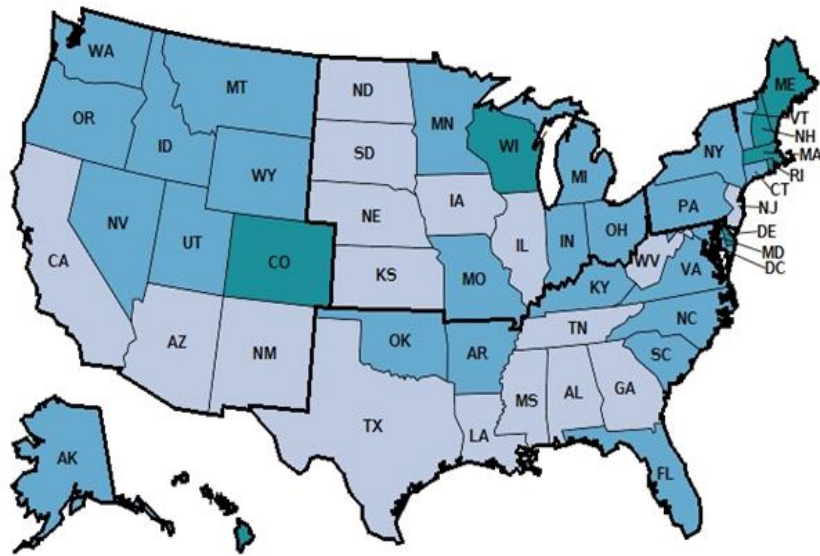 WA
MT
ND
MN
ME
VT
NH
MA
RI
CT
OR
ID
WY
SD
WI
MI
NY
NV
UT
CO
NE
IA
IL
IN
OH
PA
NJ
DE
MD
DC
CA
KS
MO
KY
WV
VA
AZ
NM
OK
AR
TN
NC
SC
TX
LA
MS
AL
GA
FL
AK